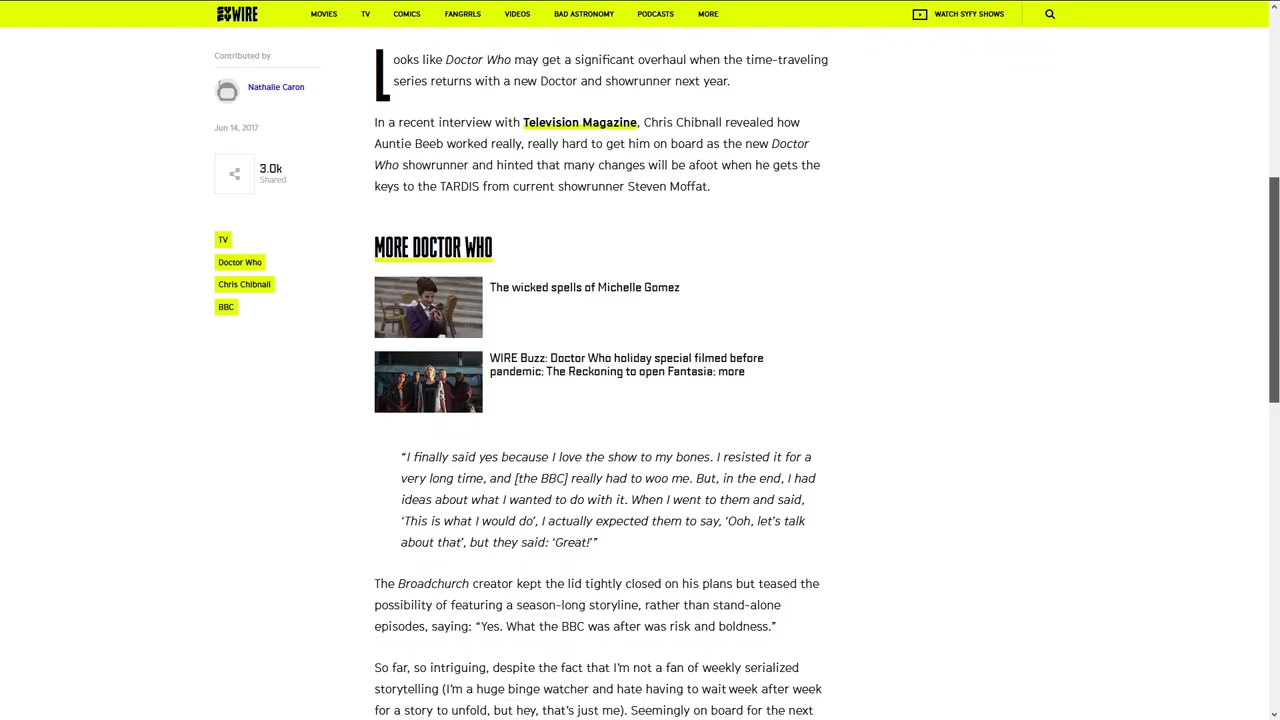 SYFY WIRE MOVIES TV COMICS FANGRRLS VIDEOS BAD ASTRONOMY PODCASTS MORE WATCH SYFY SHOWS
Contributed by
Nathalie Caron
Jun 14, 2017
3.0k
Shared
TV
Doctor Who
Chris Chibnall
BBC
Looks like Doctor Who may get a significant overhaul when the time-traveling
series returns with a new Doctor and showrunner next year.
In a recent interview with Television Magazine, Chris Chibnall revealed how
Auntie Beeb worked really, really hard to get him on board as the new Doctor
Who showrunner and hinted that many changes will be afoot when he gets the
keys to the TARDIS from current showrunner Steven Moffat.
MORE DOCTOR WHO
The wicked spells of Michelle Gomez
WIRE Buzz: Doctor Who holiday special filmed before
pandemic; The Reckoning to open Fantasia; more
“I finally said yes because I love the show to my bones. I resisted it for a
very long time, and [the BBC] really had to woo me. But, in the end, I had
ideas about what I wanted to do with it. When I went to them and said,
‘This is what I would do’, I actually expected them to say, ‘Ooh, let’s talk
about that’, but they said: ‘Great!’”
The Broadchurch creator kept the lid tightly closed on his plans but teased the
possibility of featuring a season-long storyline, rather than stand-alone
episodes, saying: “Yes. What the BBC was after was risk and boldness.”
So far, so intriguing, despite the fact that I’m not a fan of weekly serialized
storytelling (I’m a huge binge watcher and hate having to wait week after week
for a story to unfold, but hey, that’s just me). Seemingly on board for the next